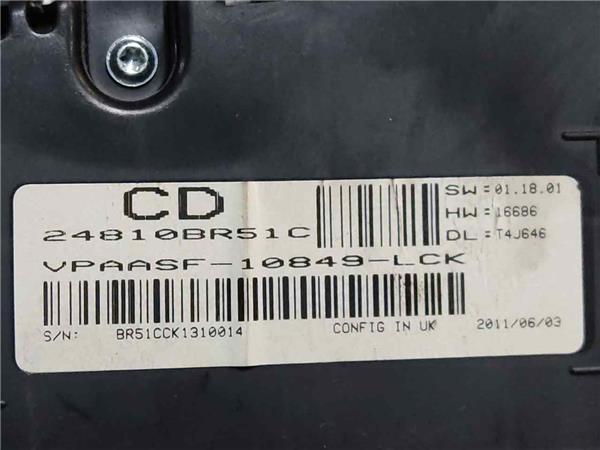 CD
24810BR51C
SW=01.18.01
HW=16686
DL=T4J646
VPAASF-10849-LCK
S/N: BR51CCK1310014 CONFIG IN UK 2011/06/03